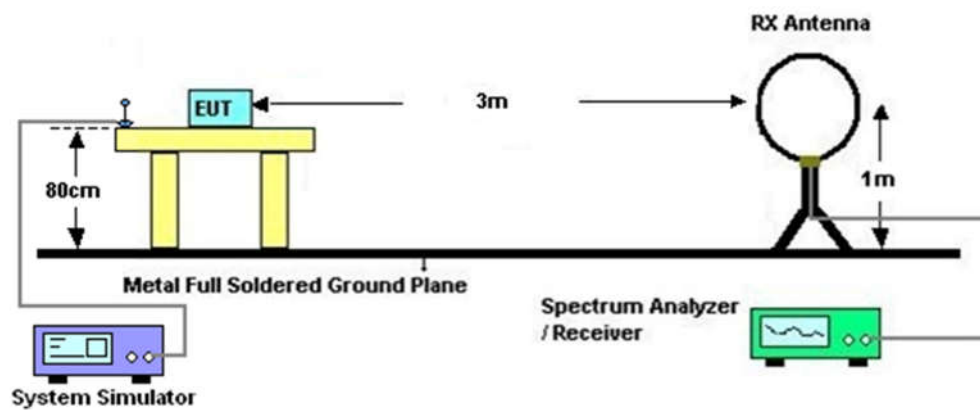 RX Antenna
EUT
3m
80cm
1m
Metal Full Soldered Ground Plane
Spectrum Analyzer
/ Receiver
System Simulator